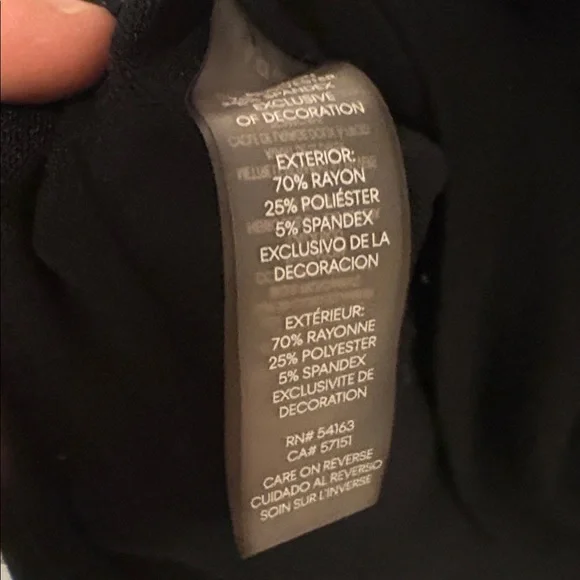 SPANDEX
EXCLUSIVE
OF DECORATION
EXTERIOR:
70% RAYON
25% POLIÉSTER
5% SPANDEX
EXCLUSIVO DE LA
DECORACION
EXTÉRIEUR:
70% RAYONNE
25% POLYESTER
5% SPANDEX
EXCLUSIVITE DE
DECORATION
RN# 54163
CA# 57151
CARE ON REVERSE
CUIDADO AL REVERSO
SOIN SUR L'INVERSE